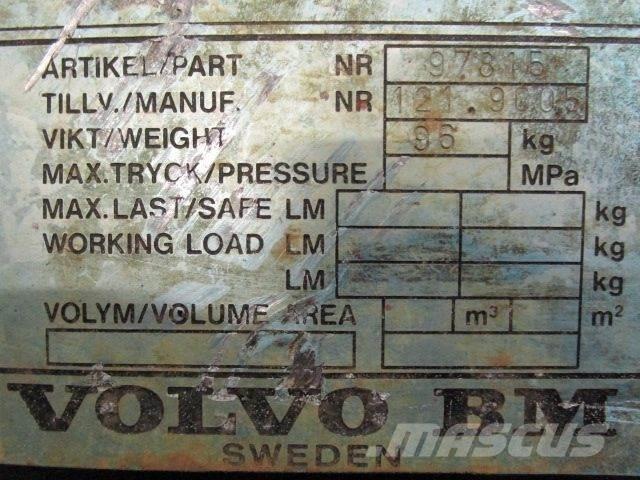 ARTIKEL/PART NR 97815
TILLV./MANUF. NR 121.9005
VIKT/WEIGHT 96 kg
MAX.TRYCK/PRESSURE MPa
MAX.LAST/SAFE LM kg
WORKING LOAD LM kg
LM kg
VOLYM/VOLUME AREA m³ m²
VOLVO BM
SWEDEN
MASCUS